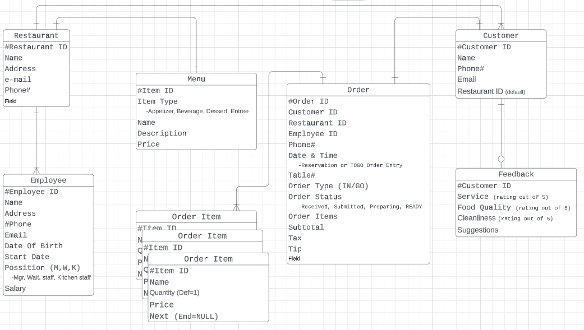 Restaurant
#Restaurant ID
Name
Address
e-mail
Phone#
Field
Menu
#Item ID
Item Type
-Appetizer, Beverage, Dessert, Entree
Name
Description
Price
Order
#Order ID
Customer ID
Restaurant ID
Employee ID
Phone#
Date & Time
-Reservation or TOGO Order Entry
Table#
Order Type (IN/GO)
Order Status
-Received, Submitted, Preparing, READY
Order Items
Subtotal
Tax
Tip
Field
Customer
#Customer ID
Name
Phone#
Email
Restaurant ID (default)
Employee
#Employee ID
Name
Address
#Phone
Email
Date Of Birth
Start Date
Possition (M,W,K)
-Mgr, Wait, staff, Kitchen staff
Salary
Order Item
#Item ID
Order Item
#Item ID
Order Item
#Item ID
Name
Quantity (Def=1)
Price
Next (End=NULL)
Feedback
#Customer ID
Service (rating out of 5)
Food Quality (rating out of 5)
Cleanliness (rating out of 5)
Suggestions